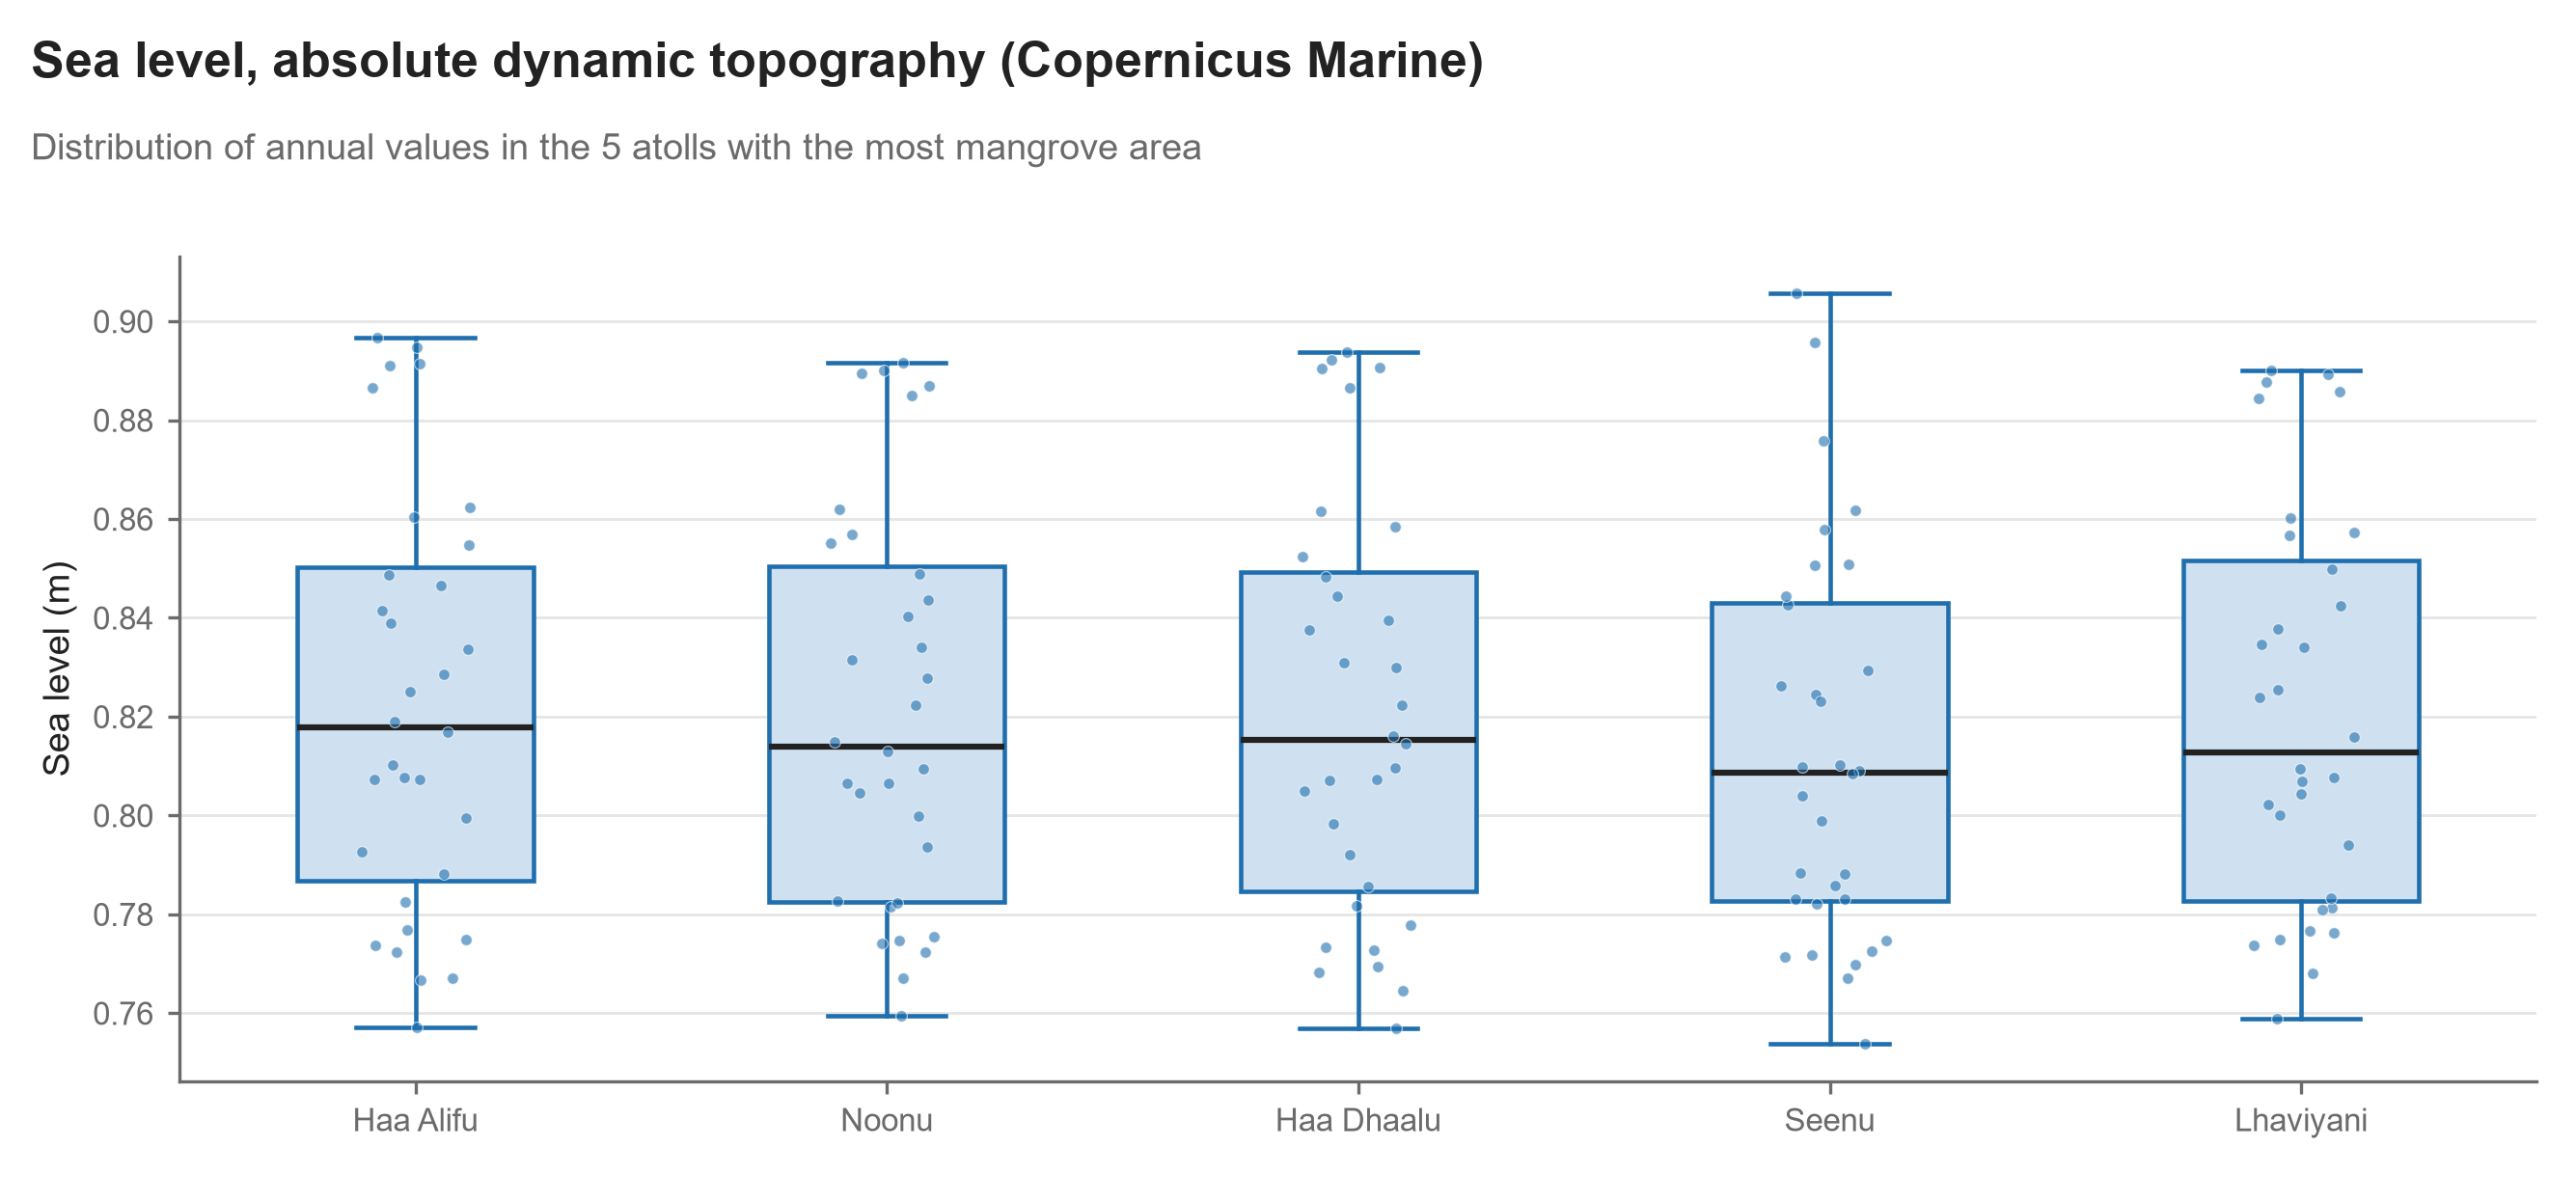 Sea level, absolute dynamic topography (Copernicus Marine)
Distribution of annual values in the 5 atolls with the most mangrove area
Sea level (m)
0.90
0.88
0.86
0.84
0.82
0.80
0.78
0.76
Haa Alifu
Noonu
Haa Dhaalu
Seenu
Lhaviyani